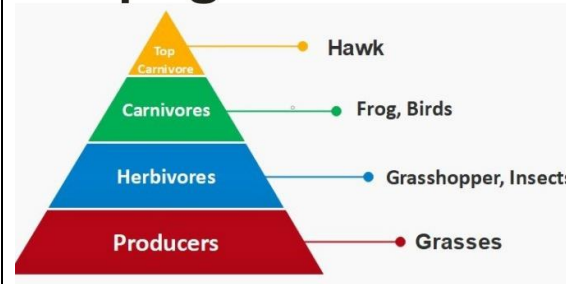 Top
Carnivore
Hawk
Carnivores
Frog, Birds
Herbivores
Grasshopper, Insects
Producers
Grasses